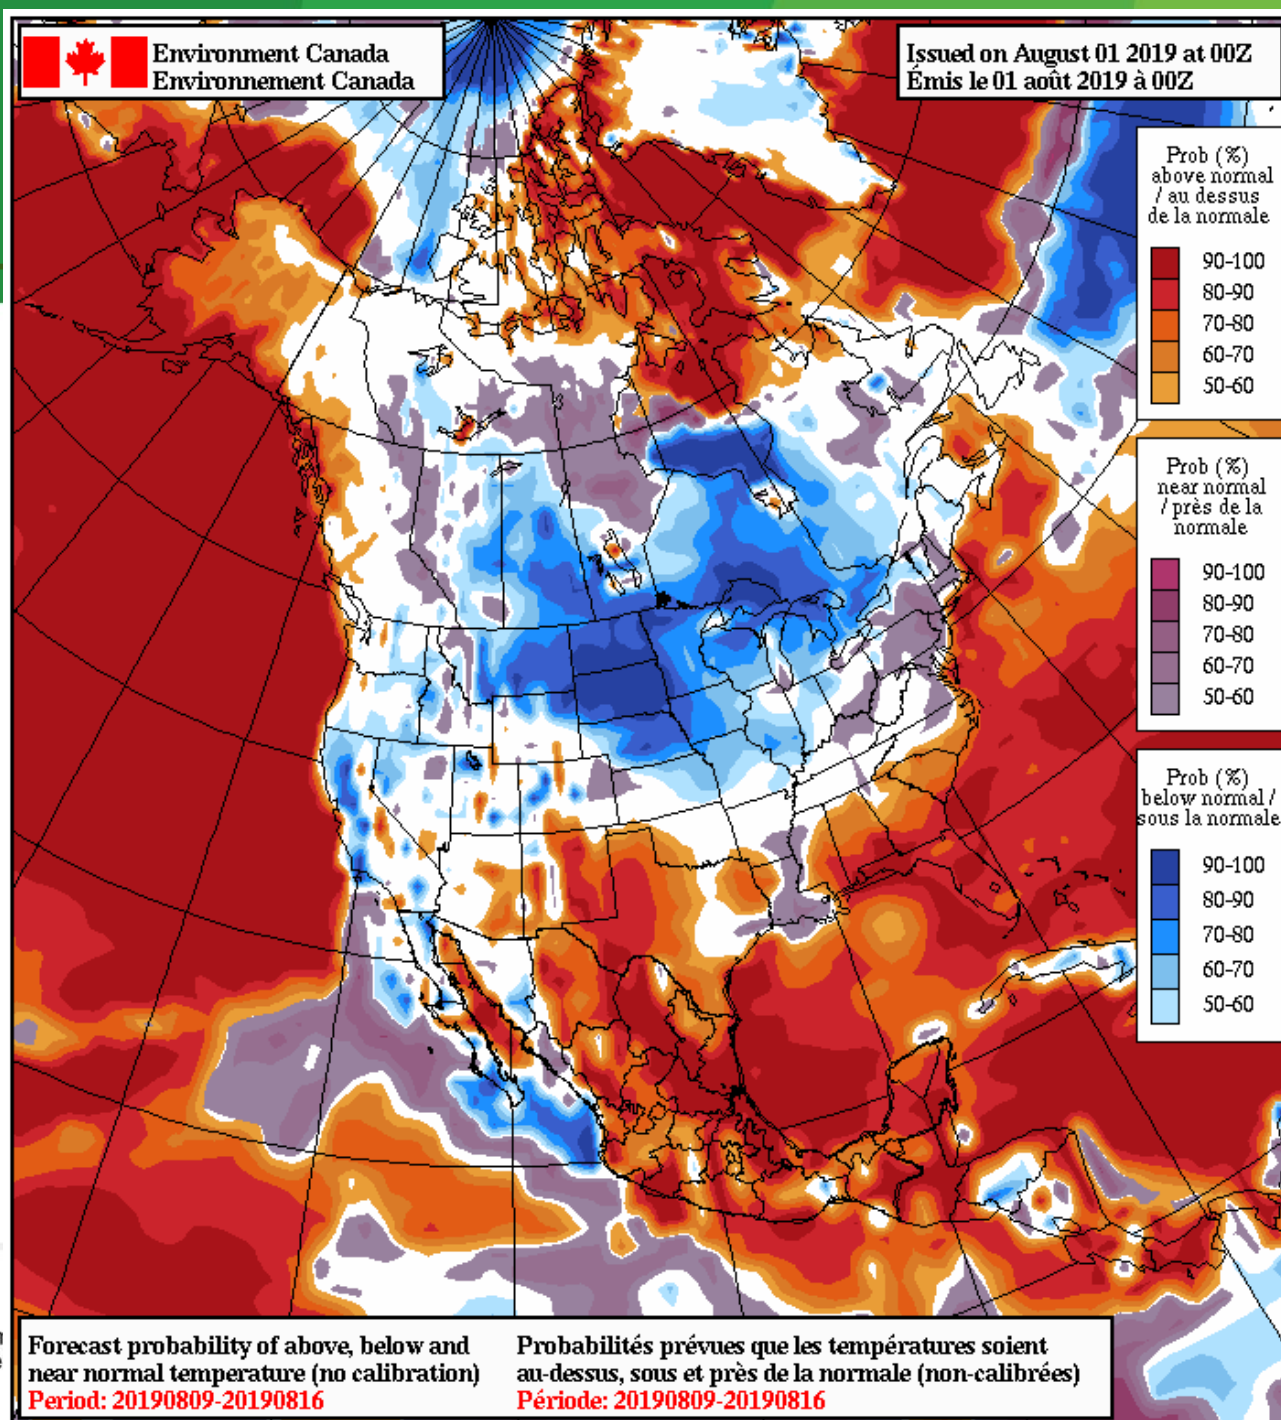 Environment Canada
Environnement Canada
Issued on August 01 2019 at 00Z
Émis le 01 août 2019 à 00Z
Prob (%)
above normal
/ au dessus
de la normale
90-100
80-90
70-80
60-70
50-60
Prob (%)
near normal
/ près de la
normale
90-100
80-90
70-80
60-70
50-60
Prob (%)
below normal /
sous la normale
90-100
80-90
70-80
60-70
50-60
Forecast probability of above, below and
near normal temperature (no calibration)
Period: 20190809-20190816
Probabilités prévues que les températures soient
au-dessus, sous et près de la normale (non-calibrées)
Période: 20190809-20190816